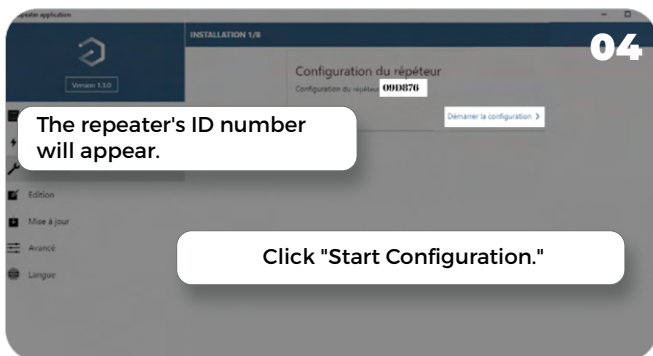 repeater application
INSTALLATION 1/8
04
Version 1.3.0
Configuration du répéteur
Configuration du répéteur 09D876
Démarrer la configuration >
The repeater's ID number
will appear.
Edition
Mise à jour
Avancé
Langue
Click "Start Configuration."